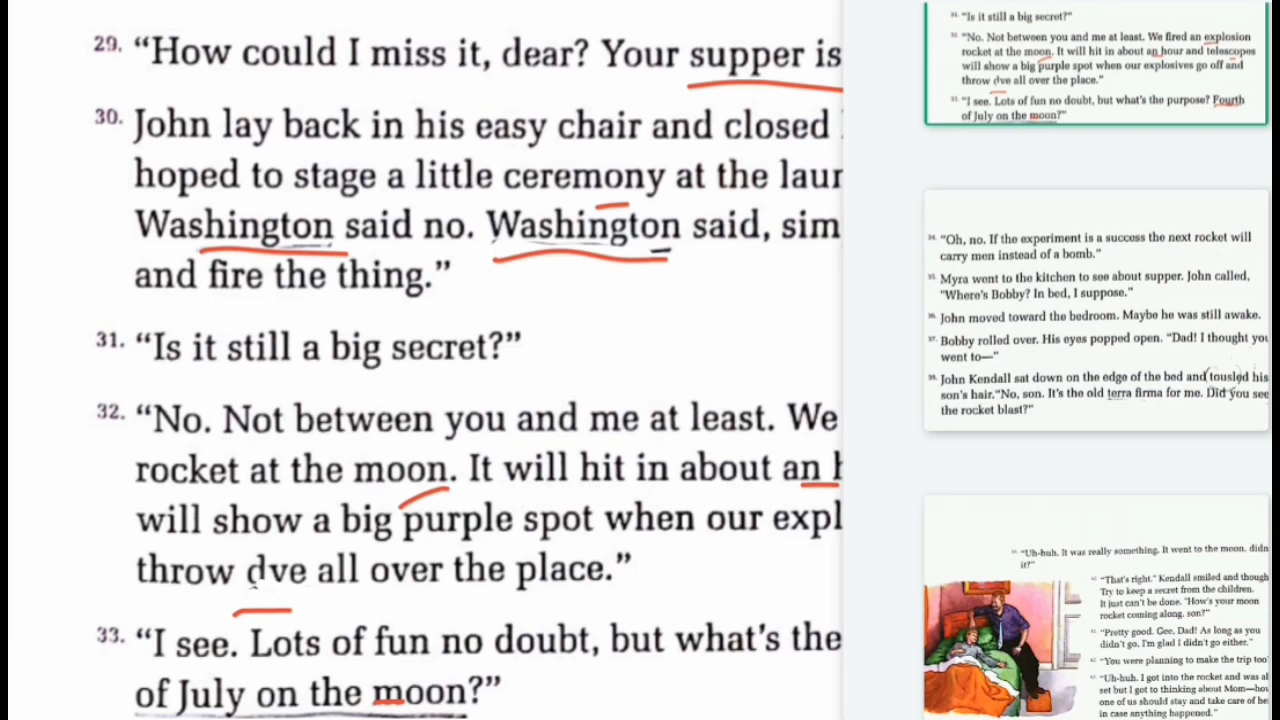 29. “How could I miss it, dear? Your supper is
30. John lay back in his easy chair and closed
hoped to stage a little ceremony at the
Washington said no. Washington said, sim
and fire the thing.”
31. “Is it still a big secret?”
32. “No. Not between you and me at least. We
rocket at the moon. It will hit in about an
will show a big purple spot when our expl
throw dve all over the place.”
33. “I see. Lots of fun no doubt, but what’s the
of July on the moon?”
“Is it still a big secret?”
“No. Not between you and me at least. We fired an explosion
rocket at the moon. It will hit in about an hour and telescopes
will show a big purple spot when our explosives go off and
throw dve all over the place.”
“I see. Lots of fun no doubt, but what’s the purpose? Fourth
of July on the moon?”
34. “Oh, no. If the experiment is a success the next rocket will
carry men instead of a bomb.”
35. Myra went to the kitchen to see about supper. John called,
“Where’s Bobby? In bed, I suppose.”
36. John moved toward the bedroom. Maybe he was still awake.
37. Bobby rolled over. His eyes popped open. “Dad! I thought you
went to—”
38. John Kendall sat down on the edge of the bed and tousled his
son’s hair.“No, son. It’s the old terra firma for me. Did you see
the rocket blast?”
“Uh-huh. It was really something. It went to the moon. didn
it?”
“That’s right.” Kendall smiled and though
Try to keep a secret from the children.
It just can’t be done. “How’s your moon
rocket coming along, son?”
“Pretty good. Gee, Dad! As long as you
didn’t go. I’m glad I didn’t go either.”
“You were planning to make the trip too
“Uh-huh. I got into the rocket and was al
set but I got to thinking about Mom—how
one of us should stay and take care of he
in case anything happened.”